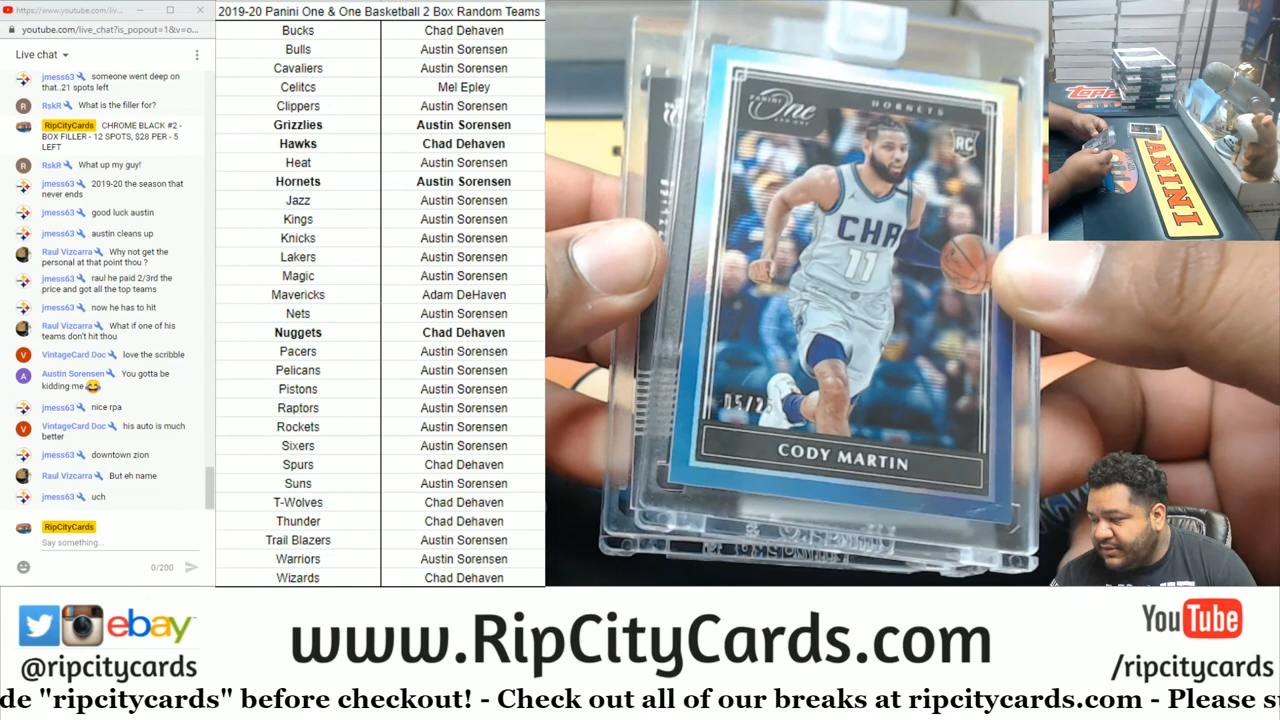 https://www.youtube.com/liv...
youtube.com/live_chat?is_popout=1&v=o...
Live chat
jmess63 someone went deep on
that..21 spots left
RskR What is the filler for?
RipCityCards CHROME BLACK #2 -
BOX FILLER - 12 SPOTS, $28 PER - 5
LEFT
RskR What up my guy!
jmess63 2019-20 the season that
never ends
jmess63 good luck austin
jmess63 austin cleans up
Raul Vizcarra Why not get the
personal at that point thou ?
jmess63 raul he paid 2/3rd the
price and got all the top teams
jmess63 now he has to hit
Raul Vizcarra What if one of his
teams don't hit thou
VintageCard Doc love the scribble
Austin Sorensen You gotta be
kidding me
jmess63 nice rpa
VintageCard Doc his auto is much
better
jmess63 downtown zion
Raul Vizcarra But eh name
jmess63 uch
RipCityCards
Say something...
0/200
2019-20 Panini One & One Basketball 2 Box Random Teams
Bucks Chad Dehaven
Bulls Austin Sorensen
Cavaliers Austin Sorensen
Celitcs Mel Epley
Clippers Austin Sorensen
Grizzlies Austin Sorensen
Hawks Chad Dehaven
Heat Austin Sorensen
Hornets Austin Sorensen
Jazz Austin Sorensen
Kings Austin Sorensen
Knicks Austin Sorensen
Lakers Austin Sorensen
Magic Austin Sorensen
Mavericks Adam DeHaven
Nets Austin Sorensen
Nuggets Chad Dehaven
Pacers Austin Sorensen
Pelicans Austin Sorensen
Pistons Austin Sorensen
Raptors Austin Sorensen
Rockets Austin Sorensen
Sixers Austin Sorensen
Spurs Chad Dehaven
Suns Austin Sorensen
T-Wolves Chad Dehaven
Thunder Chad Dehaven
Trail Blazers Austin Sorensen
Warriors Austin Sorensen
Wizards Chad Dehaven
PANINI
One
AND ONE
HORNETS
RC
CHA
11
05/25
CODY MARTIN
TOPPS
PANINI
ebay
@ripcitycards
www.RipCityCards.com
YouTube
/ripcitycards
de "ripcitycards" before checkout! - Check out all of our breaks at ripcitycards.com - Please s